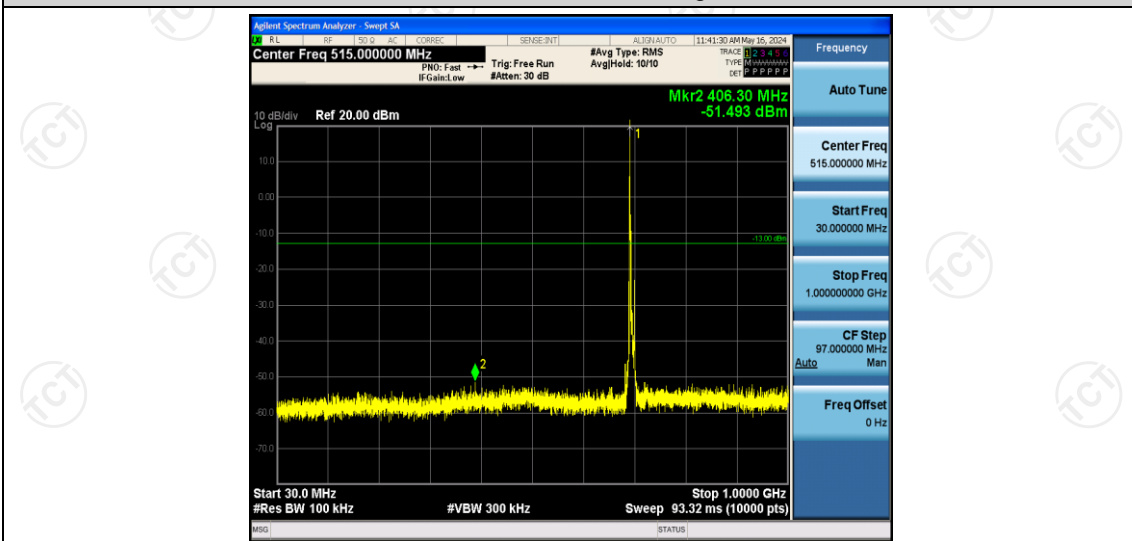 Agilent Spectrum Analyzer - Swept SA
RL RF 50 Ω AC CORREC SENSE:INT ALIGNAUTO 11:41:30 AM May 16, 2024
Center Freq 515.000000 MHz
PNO: Fast
IFGain:Low
Trig: Free Run
#Atten: 30 dB
#Avg Type: RMS
Avg|Hold: 10/10
TRACE 1 2 3 4 5 6
TYPE M
DET P P P P P P
Mkr2 406.30 MHz
-51.493 dBm
10 dB/div Ref 20.00 dBm
Log
1
10.0
0.00
-10.0
-13.00 dBm
-20.0
-30.0
-40.0
2
-50.0
-60.0
-70.0
Start 30.0 MHz Stop 1.0000 GHz
#Res BW 100 kHz #VBW 300 kHz Sweep 93.32 ms (10000 pts)
MSG STATUS
Frequency
Auto Tune
Center Freq
515.000000 MHz
Start Freq
30.000000 MHz
Stop Freq
1.000000000 GHz
CF Step
97.000000 MHz
Auto Man
Freq Offset
0 Hz
TCT
TCT
TCT
TCT
TCT
TCT